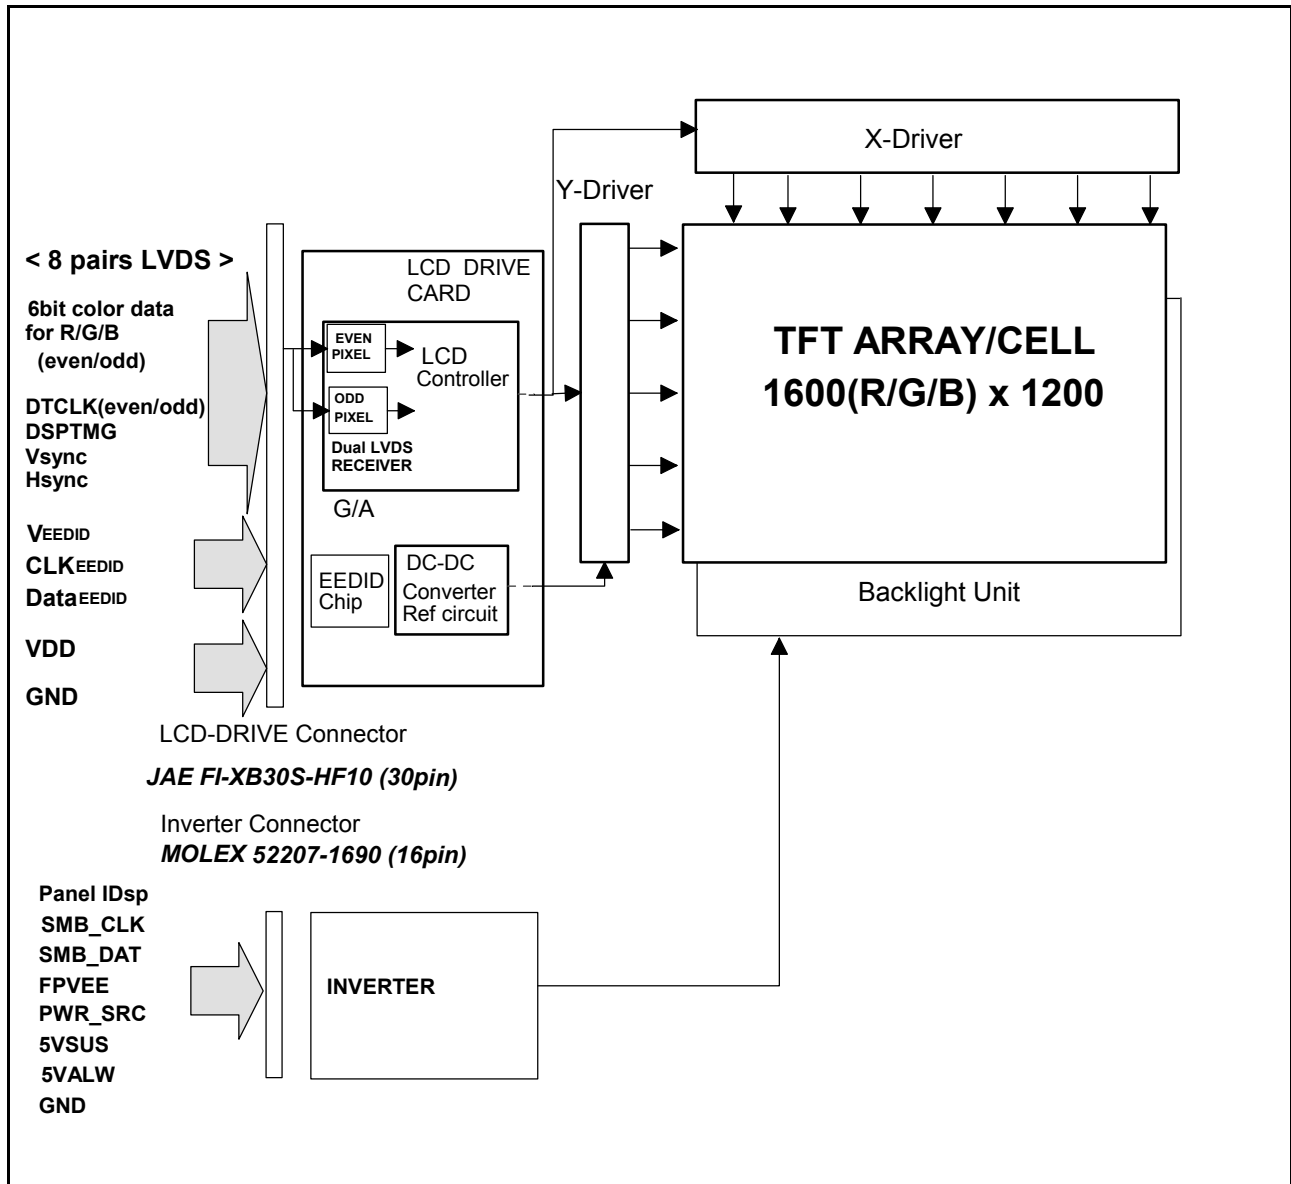 X-Driver
Y-Driver
< 8 pairs LVDS >
6bit color data
for R/G/B
(even/odd)
DTCLK(even/odd)
DSPTMG
Vsync
Hsync
VEEDID
CLKEEDID
DataEEDID
VDD
GND
LCD DRIVE
CARD
EVEN
PIXEL
LCD
Controller
ODD
PIXEL
Dual LVDS
RECEIVER
G/A
EEDID
Chip
DC-DC
Converter
Ref circuit
TFT ARRAY/CELL
1600(R/G/B) x 1200
Backlight Unit
LCD-DRIVE Connector
JAE FI-XB30S-HF10 (30pin)
Inverter Connector
MOLEX 52207-1690 (16pin)
Panel IDsp
SMB_CLK
SMB_DAT
FPVEE
PWR_SRC
5VSUS
5VALW
GND
INVERTER